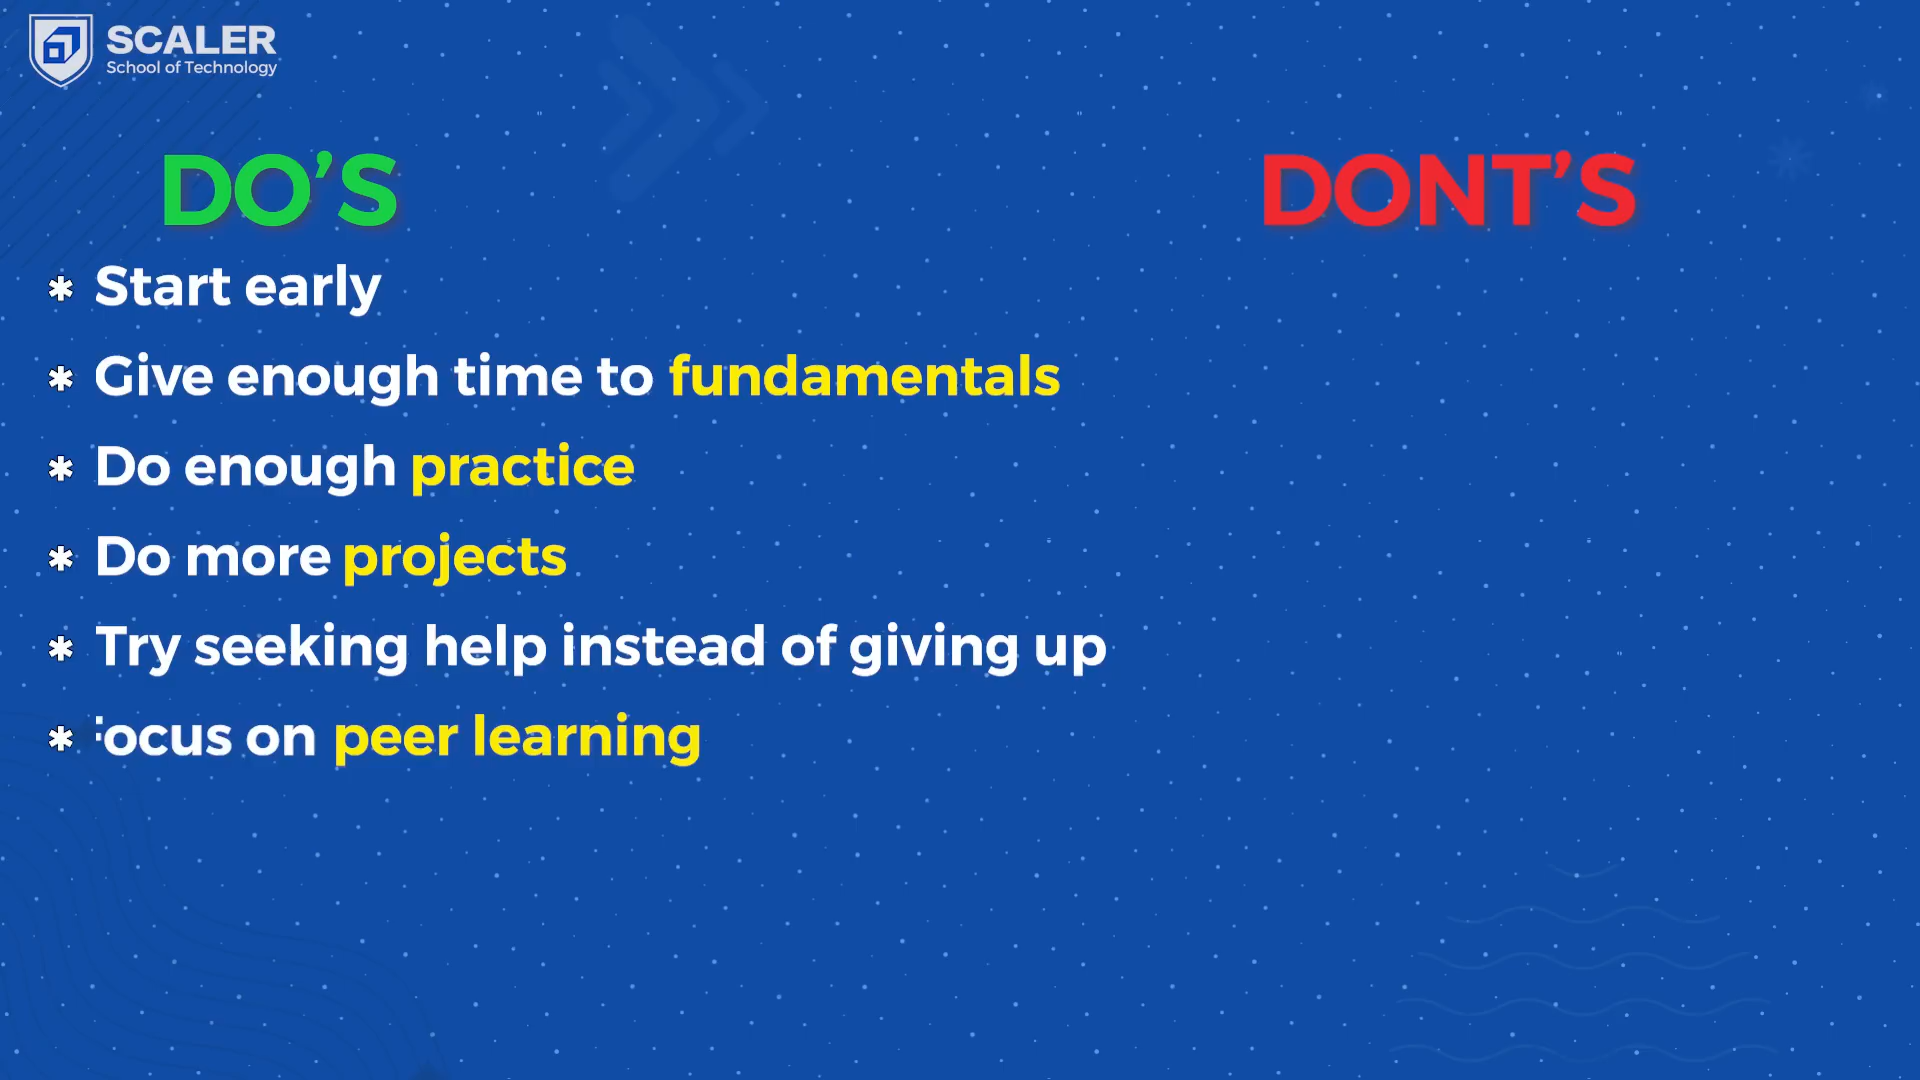 SCALER
School of Technology
DO’S
DONT’S
* Start early
* Give enough time to fundamentals
* Do enough practice
* Do more projects
* Try seeking help instead of giving up
* Focus on peer learning